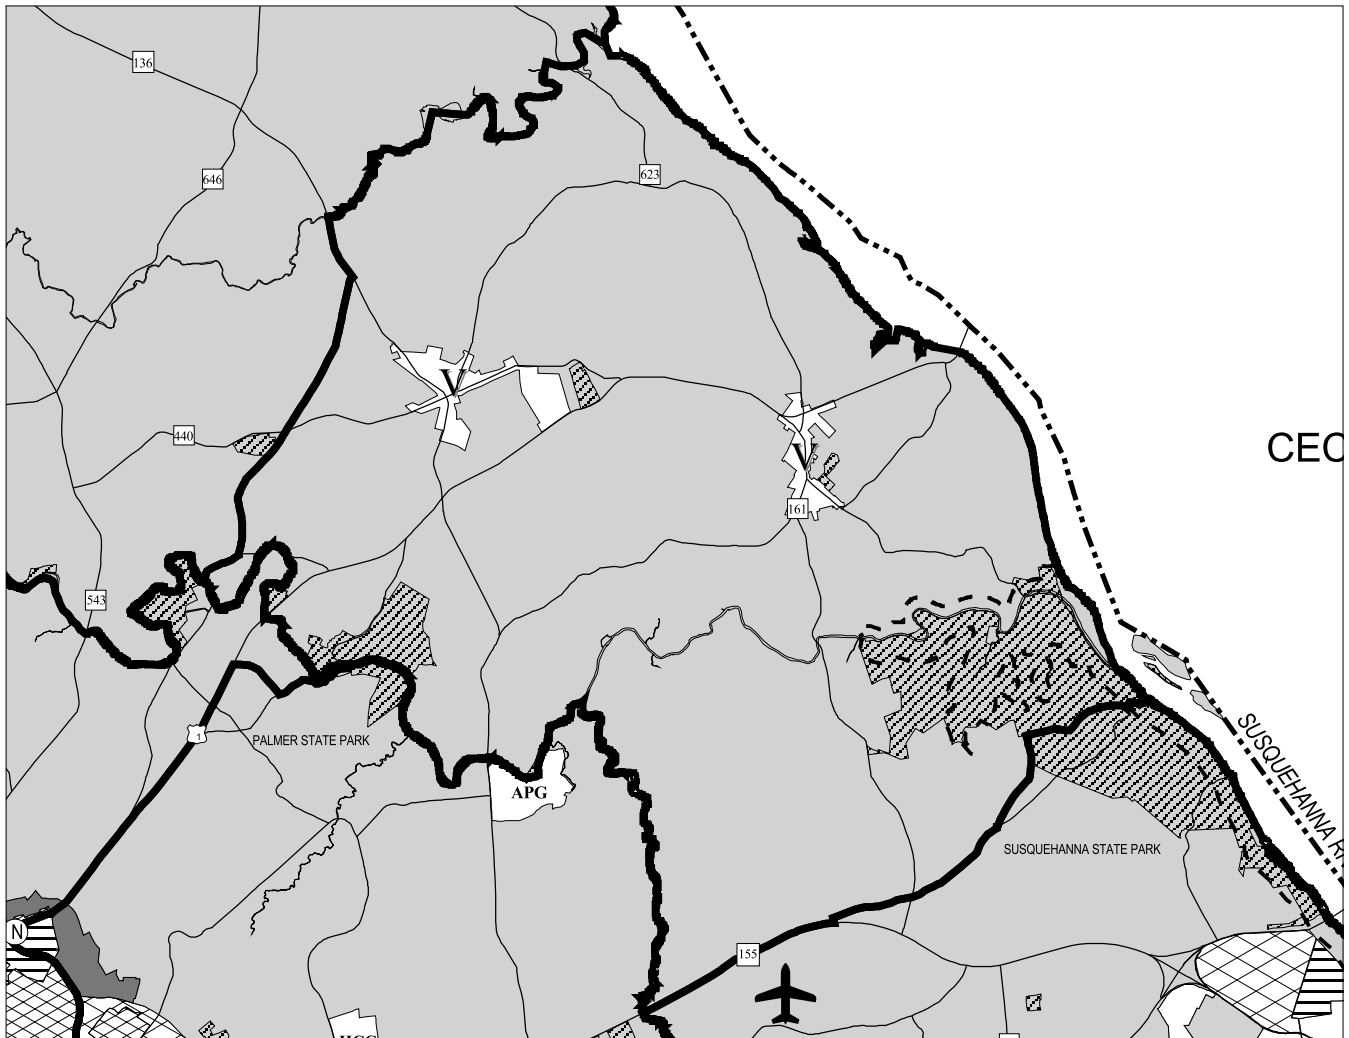 136
623
646
V
440
CEC
V
161
543
1
PALMER STATE PARK
SUSQUEHANNA
APG
SUSQUEHANNA STATE PARK
N
155